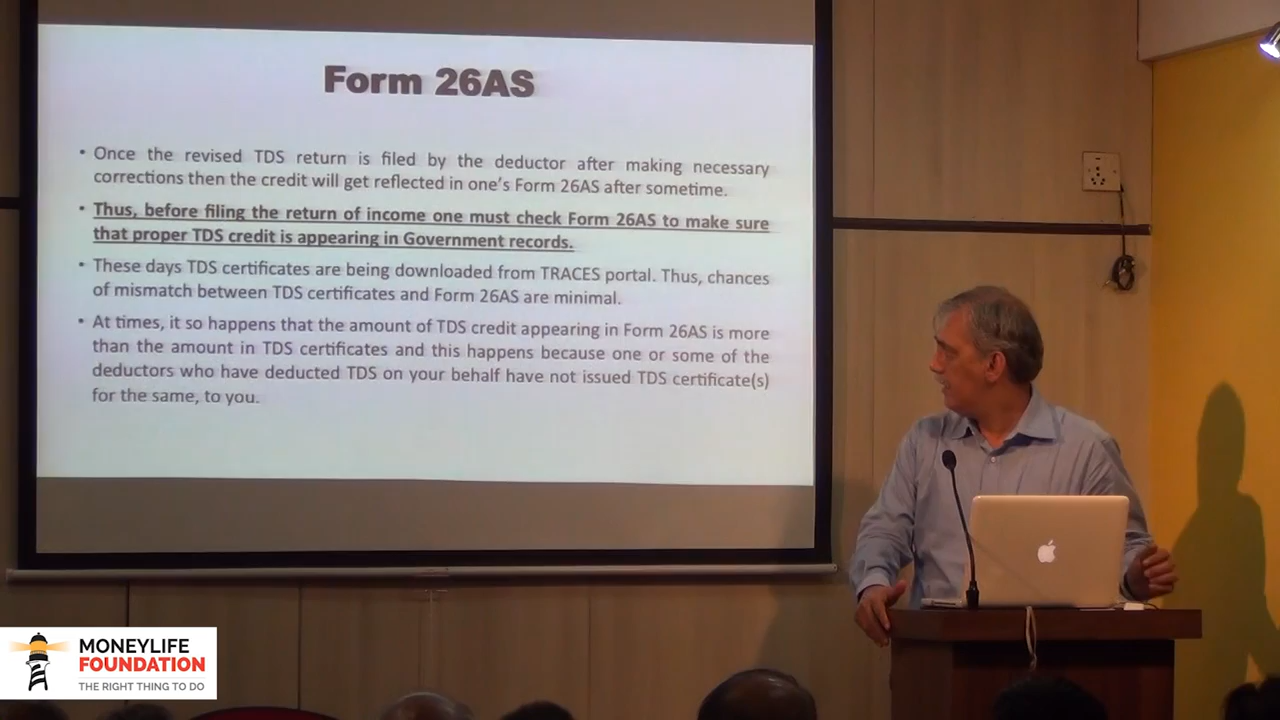 Form 26AS
• Once the revised TDS return is filed by the deductor after making necessary
corrections then the credit will get reflected in one's Form 26AS after sometime.
• Thus, before filing the return of income one must check Form 26AS to make sure
that proper TDS credit is appearing in Government records.
• These days TDS certificates are being downloaded from TRACES portal. Thus, chances
of mismatch between TDS certificates and Form 26AS are minimal.
• At times, it so happens that the amount of TDS credit appearing in Form 26AS is more
than the amount in TDS certificates and this happens because one or some of the
deductors who have deducted TDS on your behalf have not issued TDS certificate(s)
for the same, to you.
MONEYLIFE
FOUNDATION
THE RIGHT THING TO DO